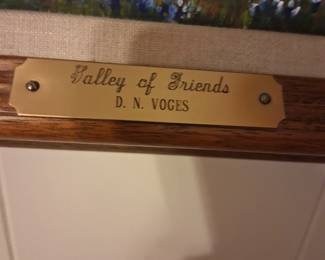 Valley of Friends
D. N. VOGES